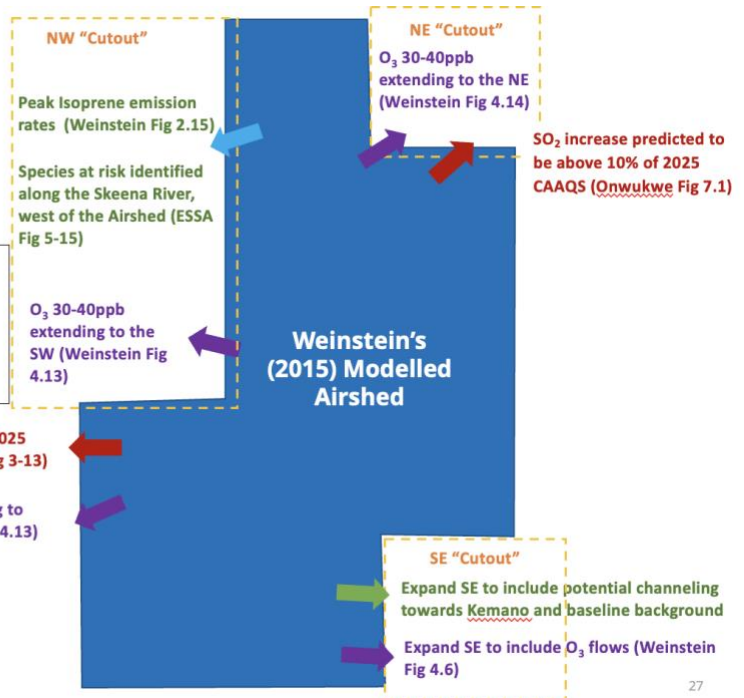 NW “Cutout”
Peak Isoprene emission
rates (Weinstein Fig 2.15)
Species at risk identified
along the Skeena River,
west of the Airshed (ESSA
Fig 5-15)
O₃ 30-40ppb
extending to the
SW (Weinstein Fig
4.13)
NE “Cutout”
O₃ 30-40ppb
extending to the NE
(Weinstein Fig 4.14)
SO₂ increase predicted to
be above 10% of 2025
CAAQS (Onwukwe Fig 7.1)
Weinstein’s
(2015) Modelled
Airshed
025
g 3-13)
g to
4.13)
SE “Cutout”
Expand SE to include potential channeling
towards Kemano and baseline background
Expand SE to include O₃ flows (Weinstein
Fig 4.6)
27